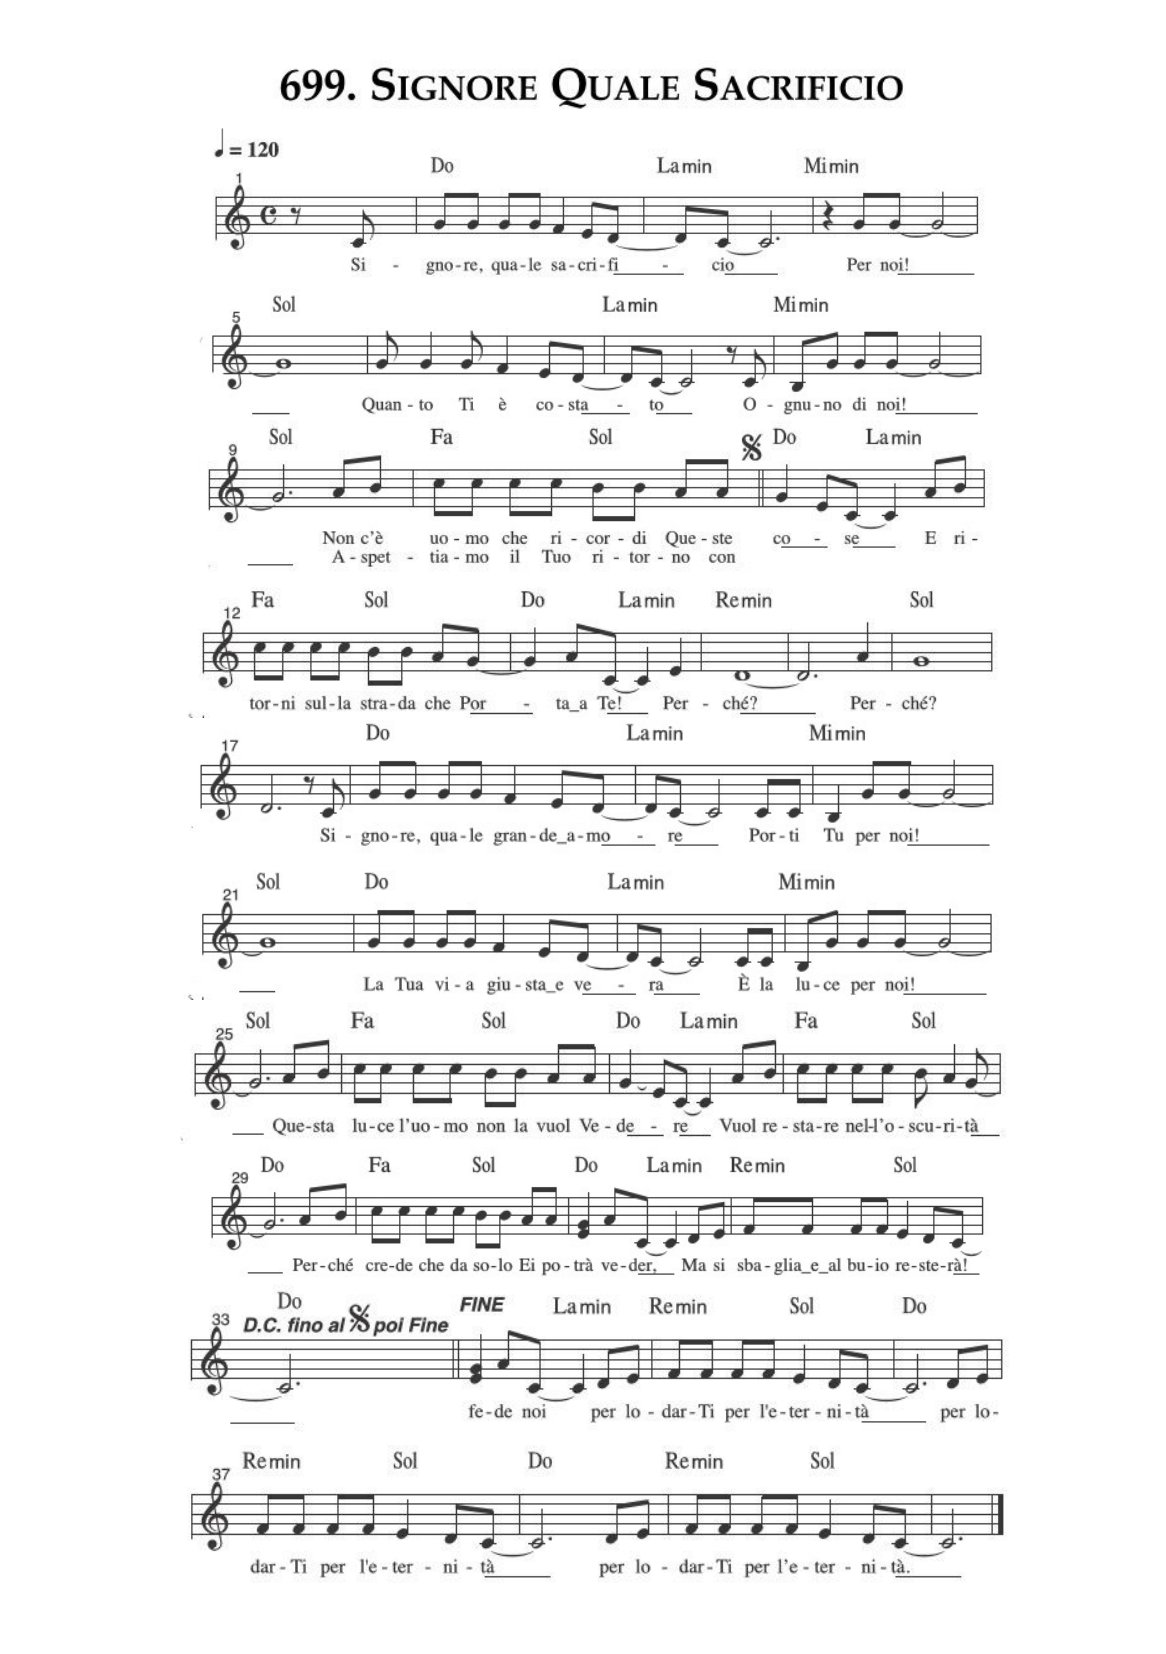 699. SIGNORE QUALE SACRIFICIO
= 120
Do Lamin Mimin
1
Si - gno-re, qua-le sa-cri-fi - cio Per noi!
Sol Lamin Mimin
5
Quan-to Ti è co-sta - to O - gnu-no di noi!
Sol Fa Sol Do Lamin
9
Non c'è uo-mo che ri-cor-di Que-ste co - se E ri-
A-spet - tia-mo il Tuo ri-tor-no con
Fa Sol Do Lamin Remin Sol
12
tor-ni sul-la stra-da che Por - ta_a Te! Per - ché? Per - ché?
Do Lamin Mimin
17
Si - gno-re, qua-le gran-de_a-mo - re Por-ti Tu per noi!
Sol Do Lamin Mimin
21
La Tua vi-a giu-sta_e ve - ra È la lu-ce per noi!
Sol Fa Sol Do Lamin Fa Sol
25
Que-sta lu-ce l'uo-mo non la vuol Ve-de - re Vuol re-sta-re nel-l'o-scu-ri-tà
Do Fa Sol Do Lamin Remin Sol
29
Per-ché cre-de che da so-lo Ei po-trà ve-der, Ma si sba-glia_e_al bu-io re-ste-rà!
Do FINE Lamin Remin Sol Do
33 D.C. fino al poi Fine
fe-de noi per lo - dar-Ti per l'e-ter - ni-tà per lo-
Remin Sol Do Remin Sol
37
dar-Ti per l'e-ter - ni-tà per lo - dar-Ti per l'e-ter - ni-tà.